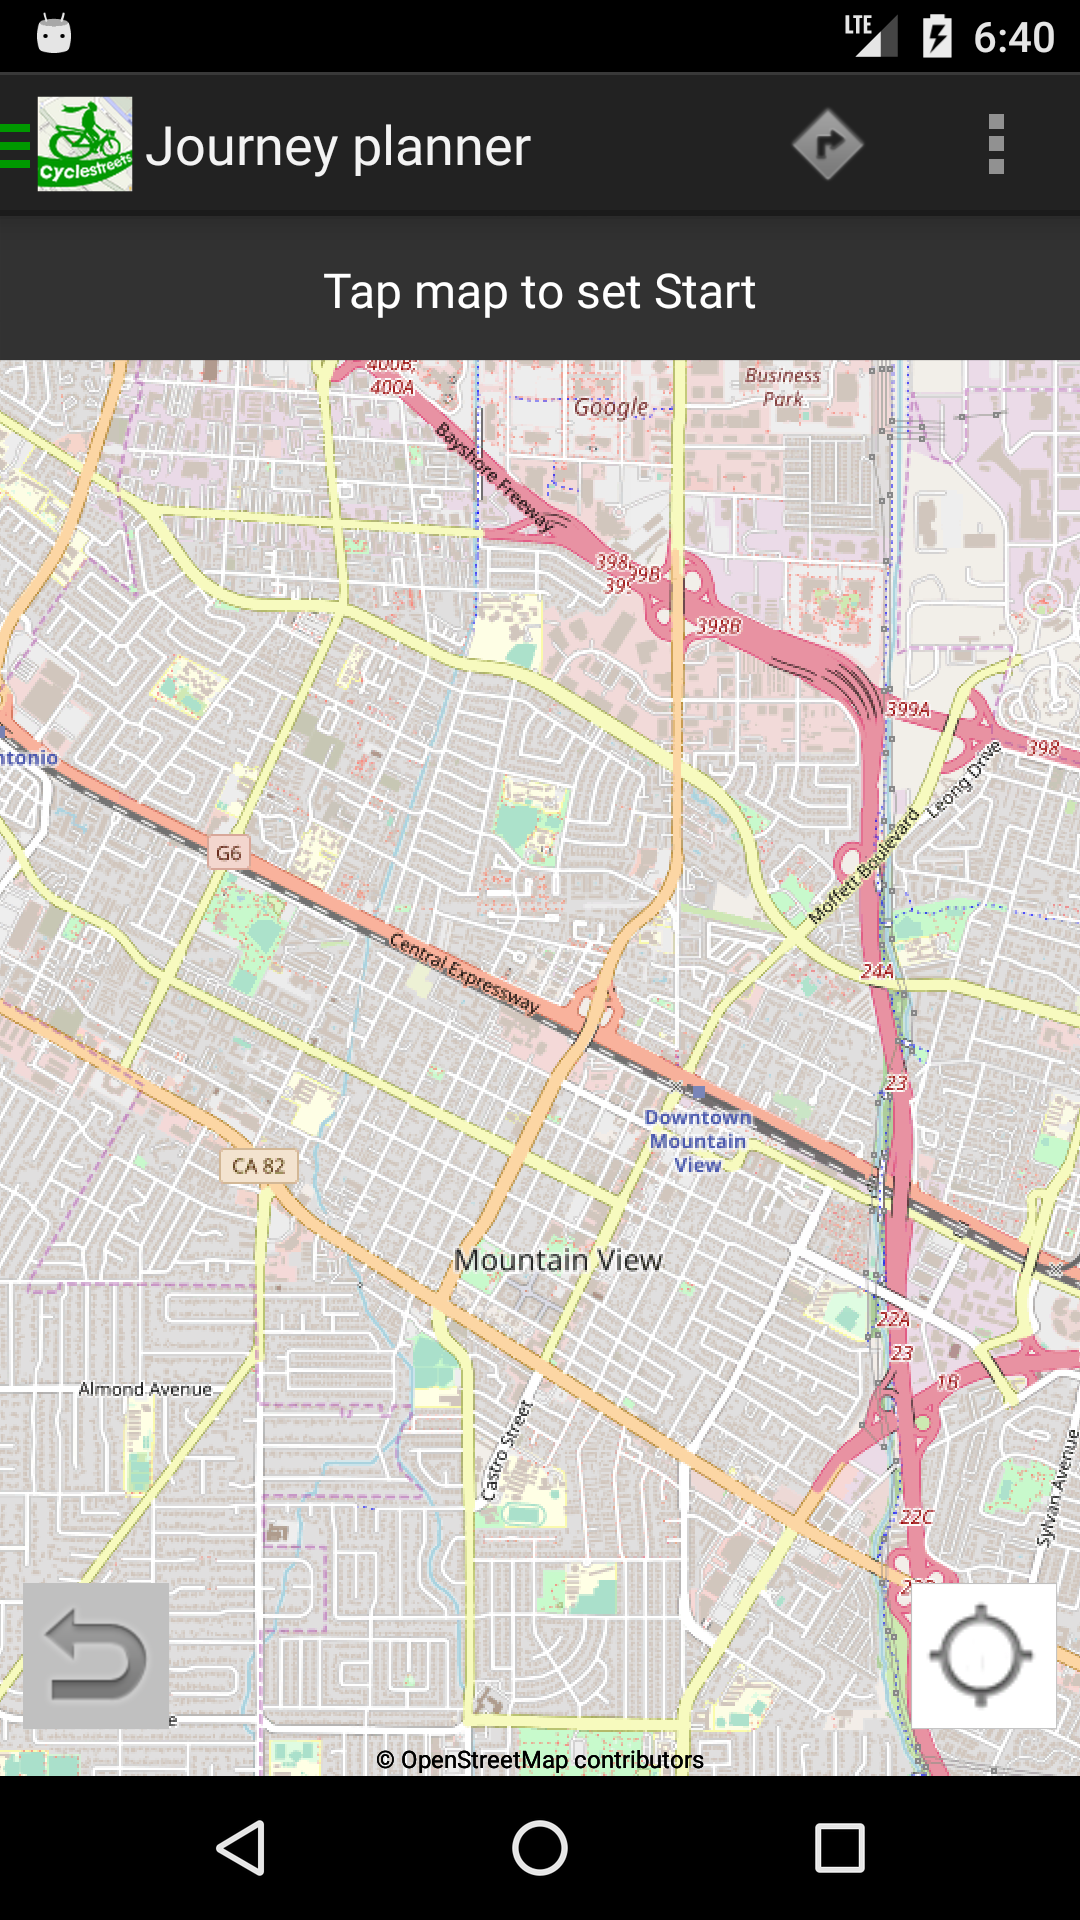 LTE 6:40
cyclestreets
Journey planner
Tap map to set Start
400B;
400A
Business
Park
Google
Bayshore Freeway
398B
399A
398
Leong Drive
Moffett Boulevard
G6
Central Expressway
24A
23
Downtown
Mountain
View
CA 82
Mountain View
22A
23
1B
Almond Avenue
Castro Street
Sylvan Avenue
22C
© OpenStreetMap contributors